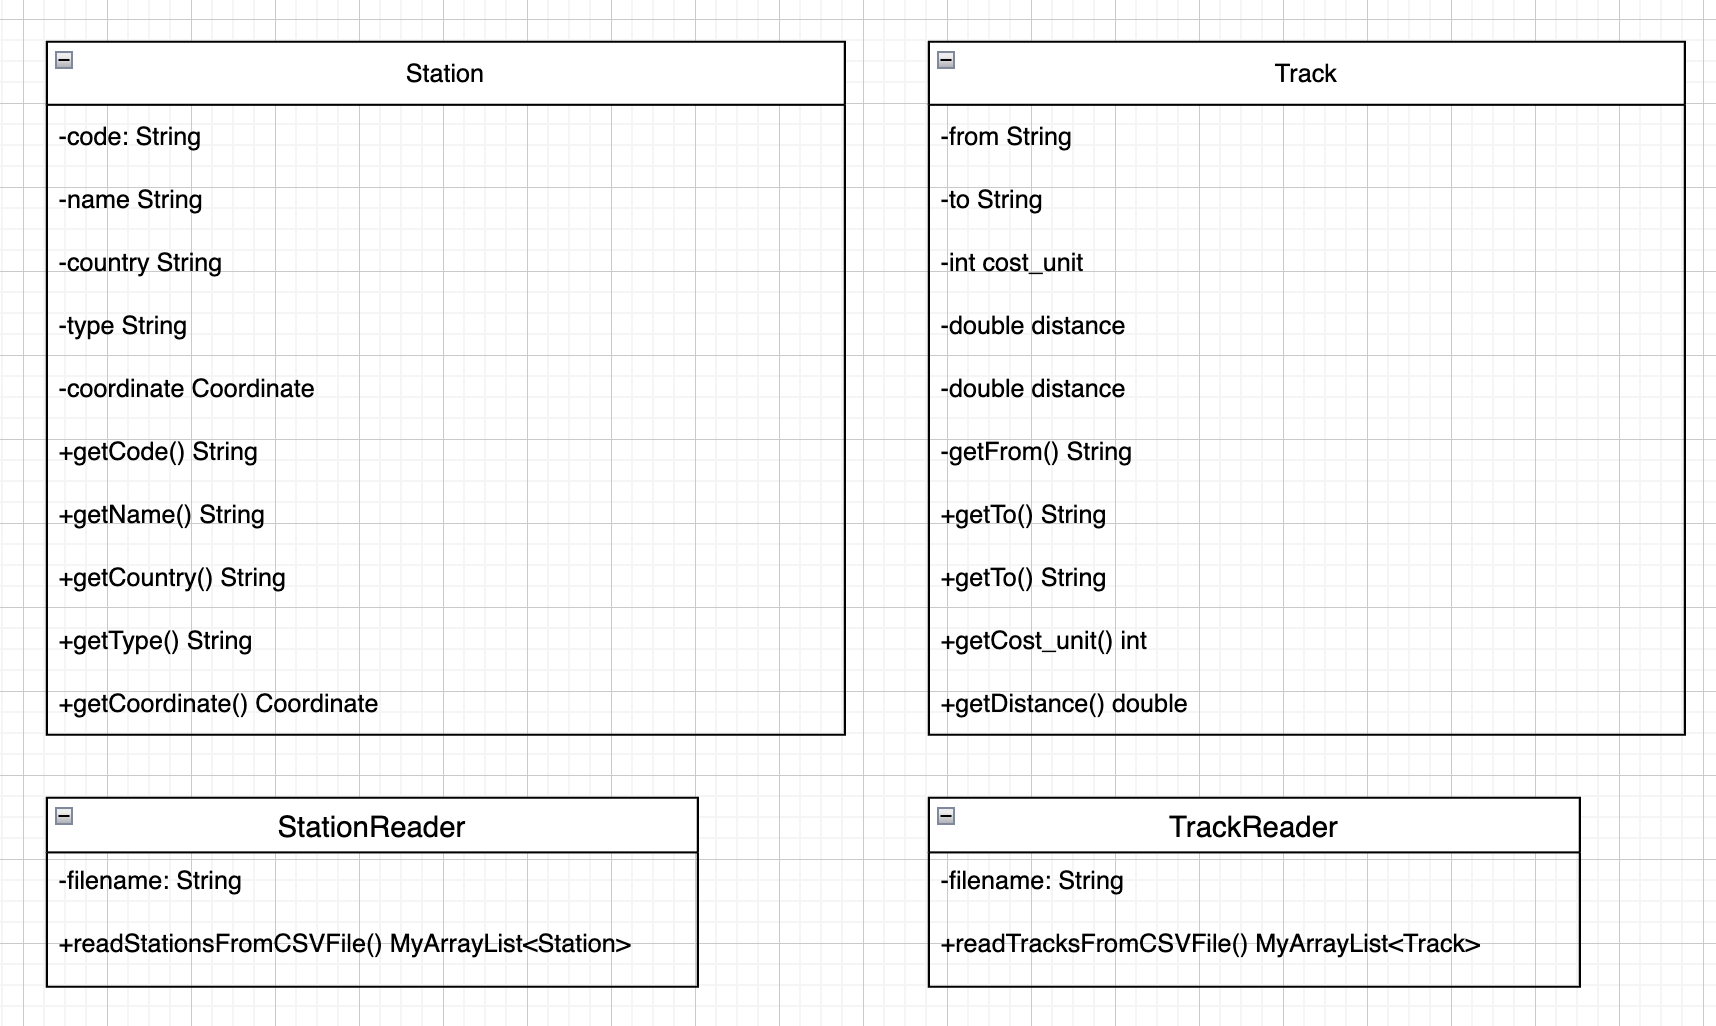 Station
-code: String
-name String
-country String
-type String
-coordinate Coordinate
+getCode() String
+getName() String
+getCountry() String
+getType() String
+getCoordinate() Coordinate
Track
-from String
-to String
-int cost_unit
-double distance
-double distance
-getFrom() String
+getTo() String
+getTo() String
+getCost_unit() int
+getDistance() double
StationReader
-filename: String
+readStationsFromCSVFile() MyArrayList<Station>
TrackReader
-filename: String
+readTracksFromCSVFile() MyArrayList<Track>